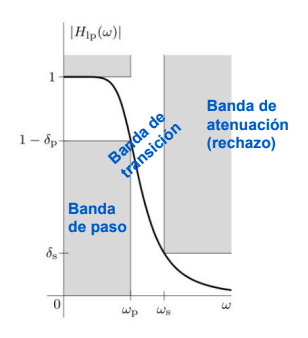 |H_lp(ω)|
1
1 − δ_p
δ_s
0
ω_p
ω_s
ω
Banda
de paso
Banda de
transición
Banda de
atenuación
(rechazo)